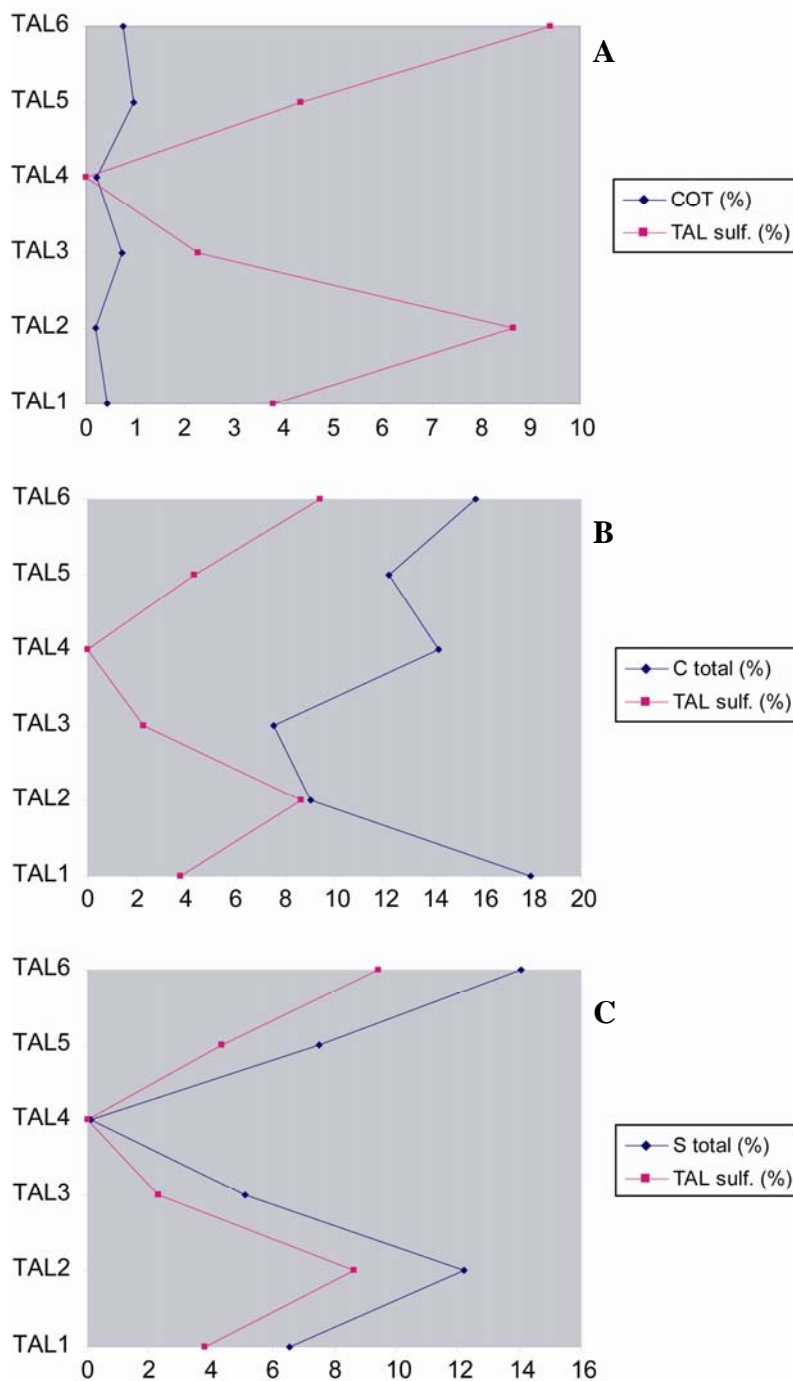 A
TAL6
TAL5
TAL4
TAL3
TAL2
TAL1
0 1 2 3 4 5 6 7 8 9 10
COT (%)
TAL sulf. (%)
B
TAL6
TAL5
TAL4
TAL3
TAL2
TAL1
0 2 4 6 8 10 12 14 16 18 20
C total (%)
TAL sulf. (%)
C
TAL6
TAL5
TAL4
TAL3
TAL2
TAL1
0 2 4 6 8 10 12 14 16
S total (%)
TAL sulf. (%)